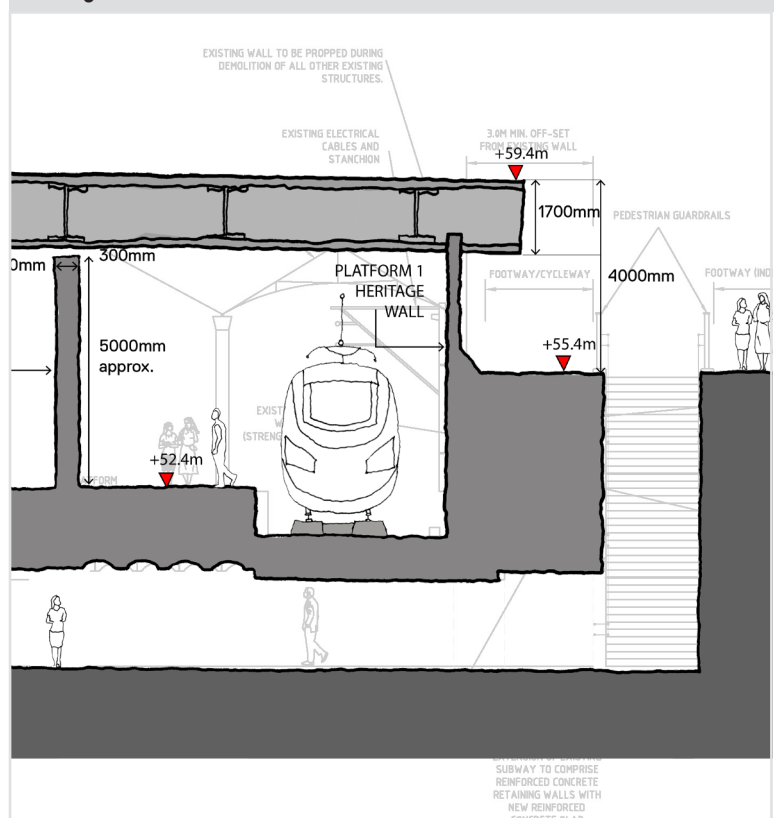 EXISTING WALL TO BE PROPPED DURING
DEMOLITION OF ALL OTHER EXISTING
STRUCTURES.
EXISTING ELECTRICAL
CABLES AND
STANCHION
3.0M MIN. OFF-SET
FROM EXISTING WALL
+59.4m
1700mm
PEDESTRIAN GUARDRAILS
300mm
PLATFORM 1
HERITAGE
WALL
FOOTWAY/CYCLEWAY
4000mm
FOOTWAY
5000mm
approx.
+55.4m
+52.4m
SUBWAY TO COMPRISE
REINFORCED CONCRETE
RETAINING WALLS WITH
NEW REINFORCED